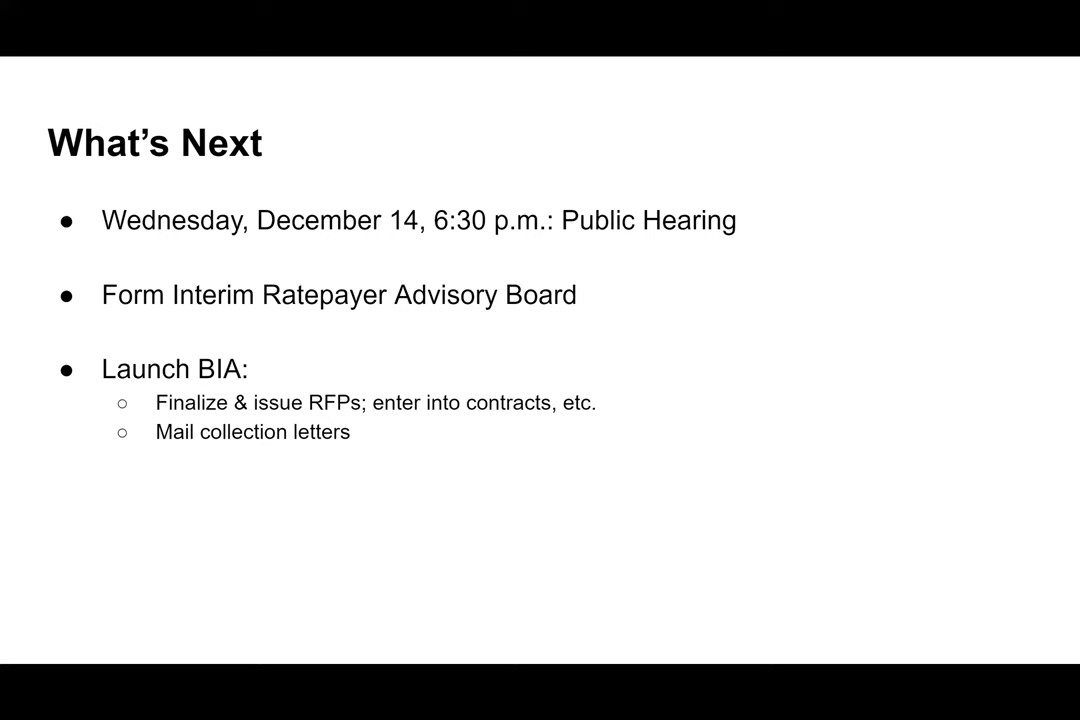 What’s Next
● Wednesday, December 14, 6:30 p.m.: Public Hearing
● Form Interim Ratepayer Advisory Board
● Launch BIA:
○ Finalize & issue RFPs; enter into contracts, etc.
○ Mail collection letters